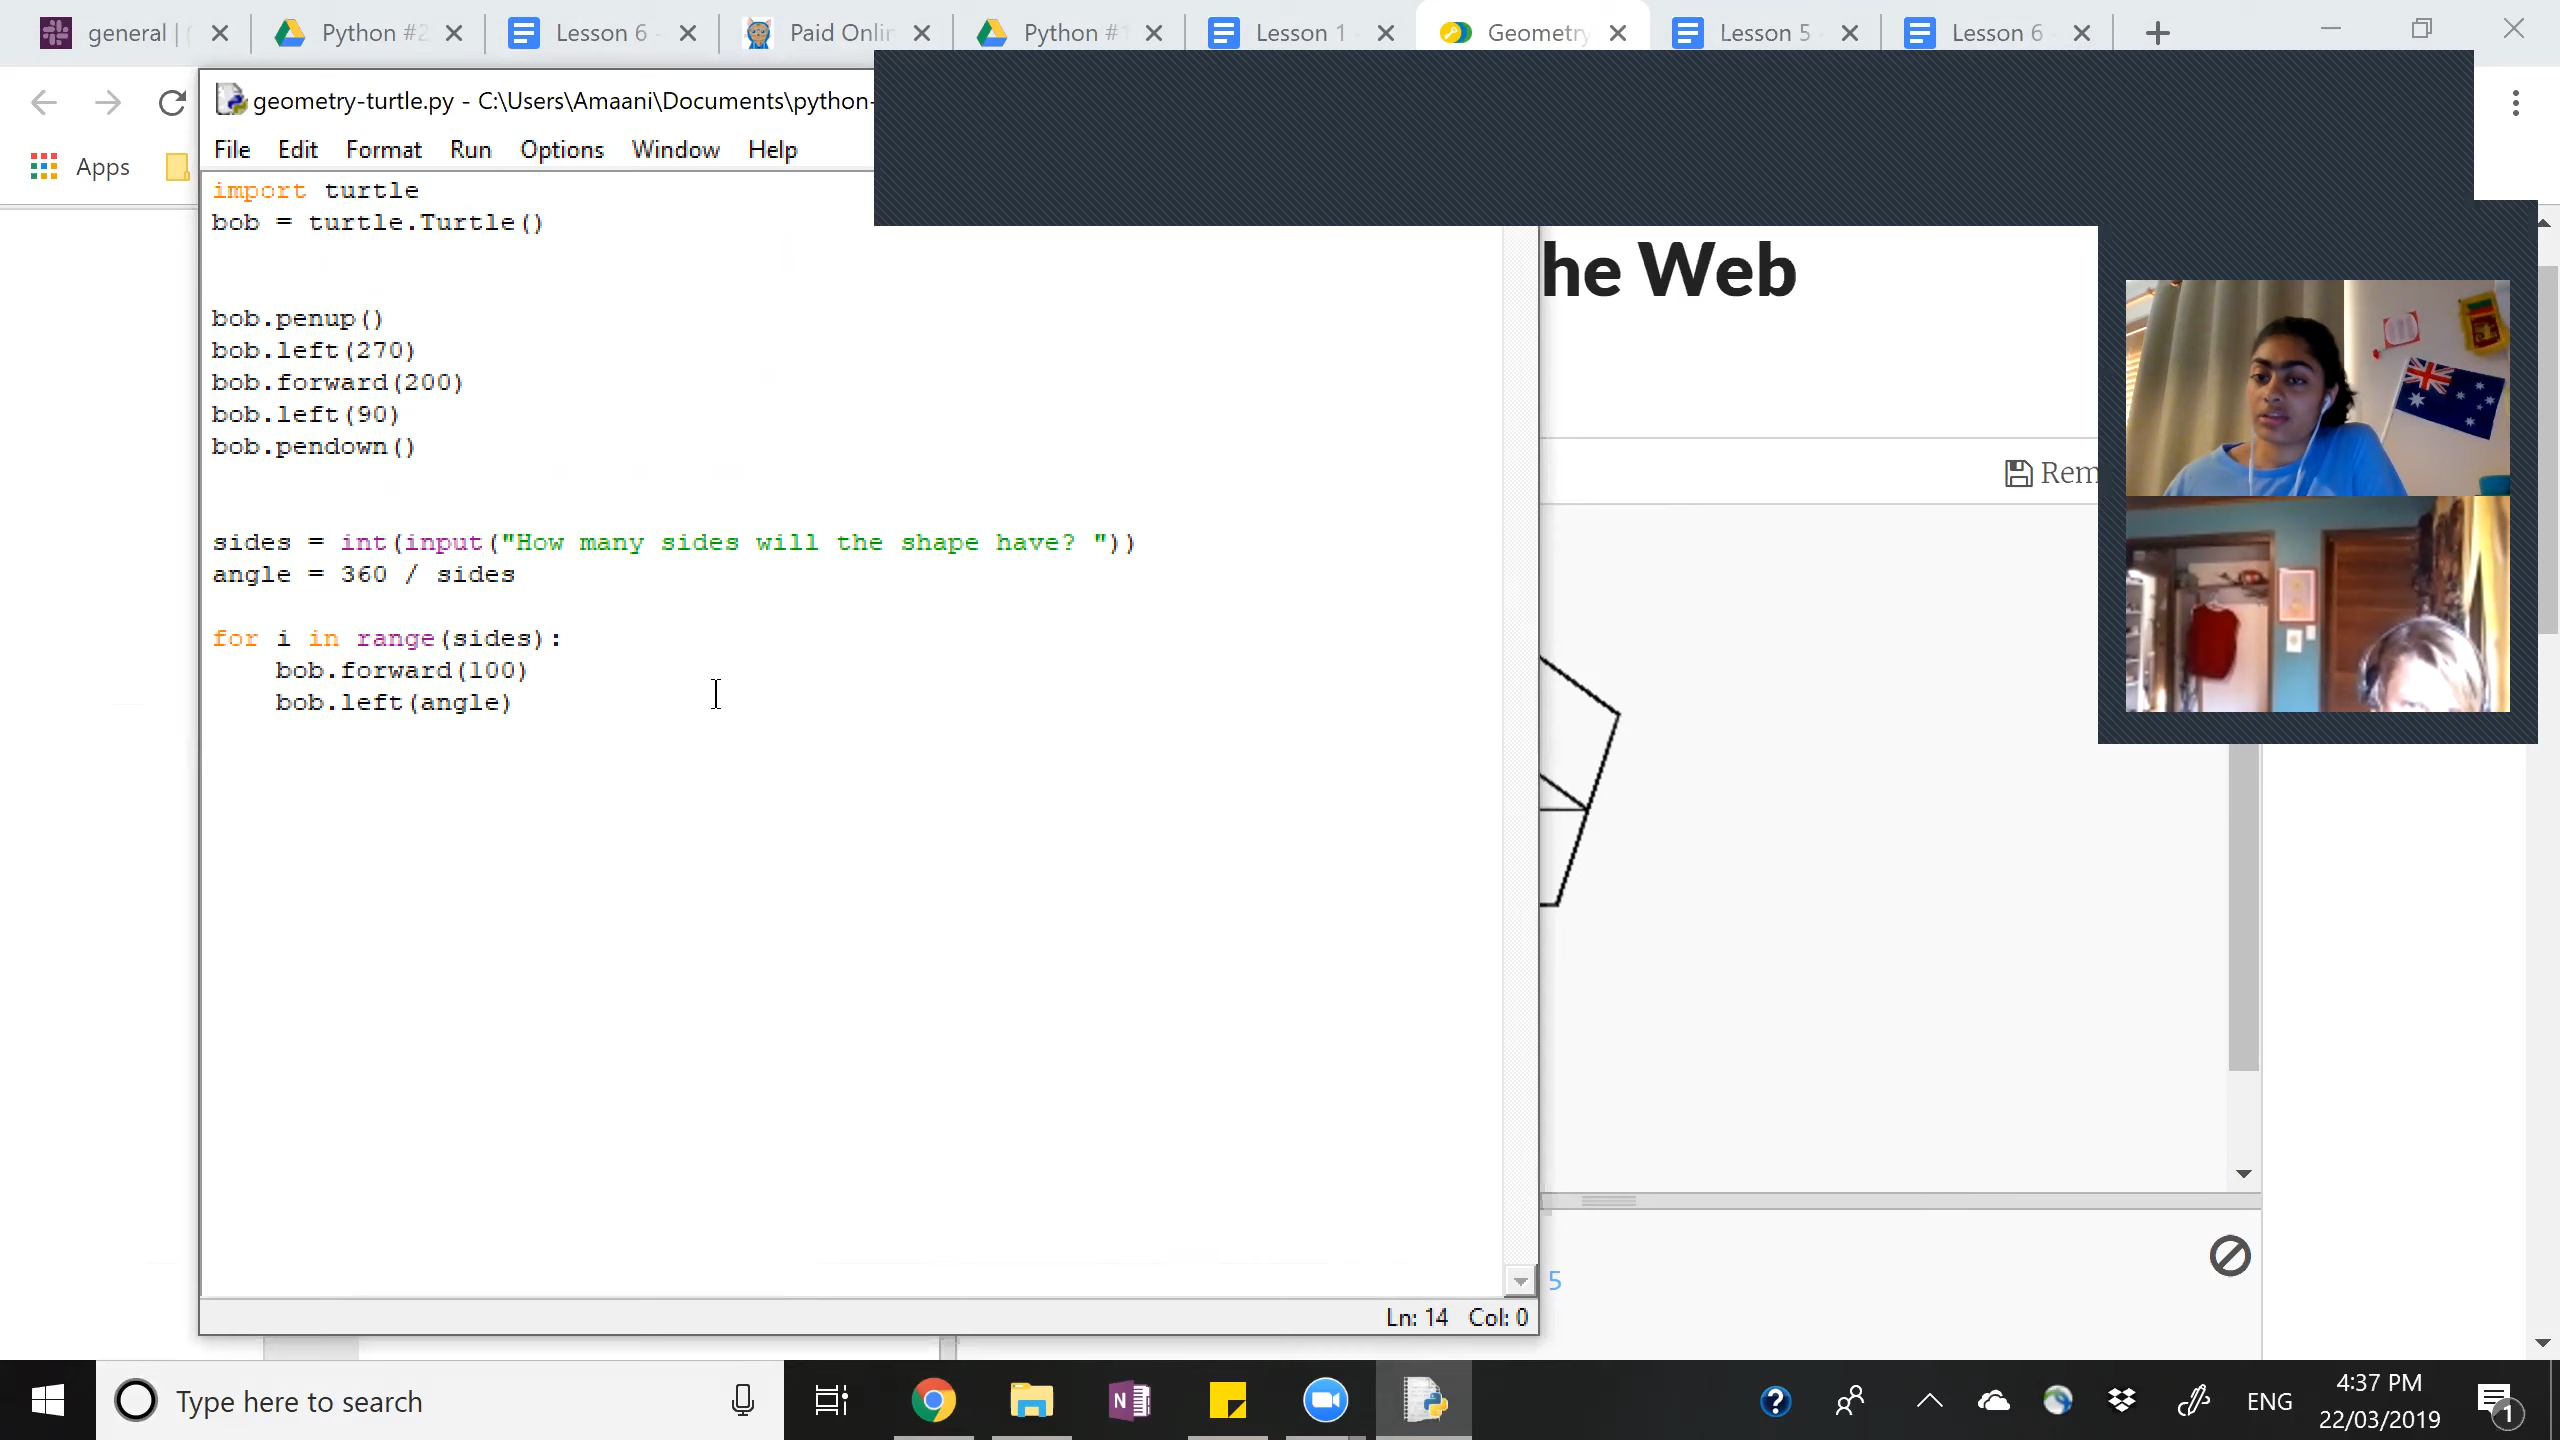 general |
Python #2
Lesson 6 -
Paid Onlin
Python #1
Lesson 1 -
Geometry
Lesson 5 -
Lesson 6 -
geometry-turtle.py - C:\Users\Amaani\Documents\python-
Apps
File Edit Format Run Options Window Help
import turtle
bob = turtle.Turtle()
bob.penup()
bob.left(270)
bob.forward(200)
bob.left(90)
bob.pendown()
sides = int(input("How many sides will the shape have? "))
angle = 360 / sides
for i in range(sides):
bob.forward(100)
bob.left(angle)
Ln: 14 Col: 0
he Web
Rem
5
Type here to search
ENG
4:37 PM
22/03/2019
1